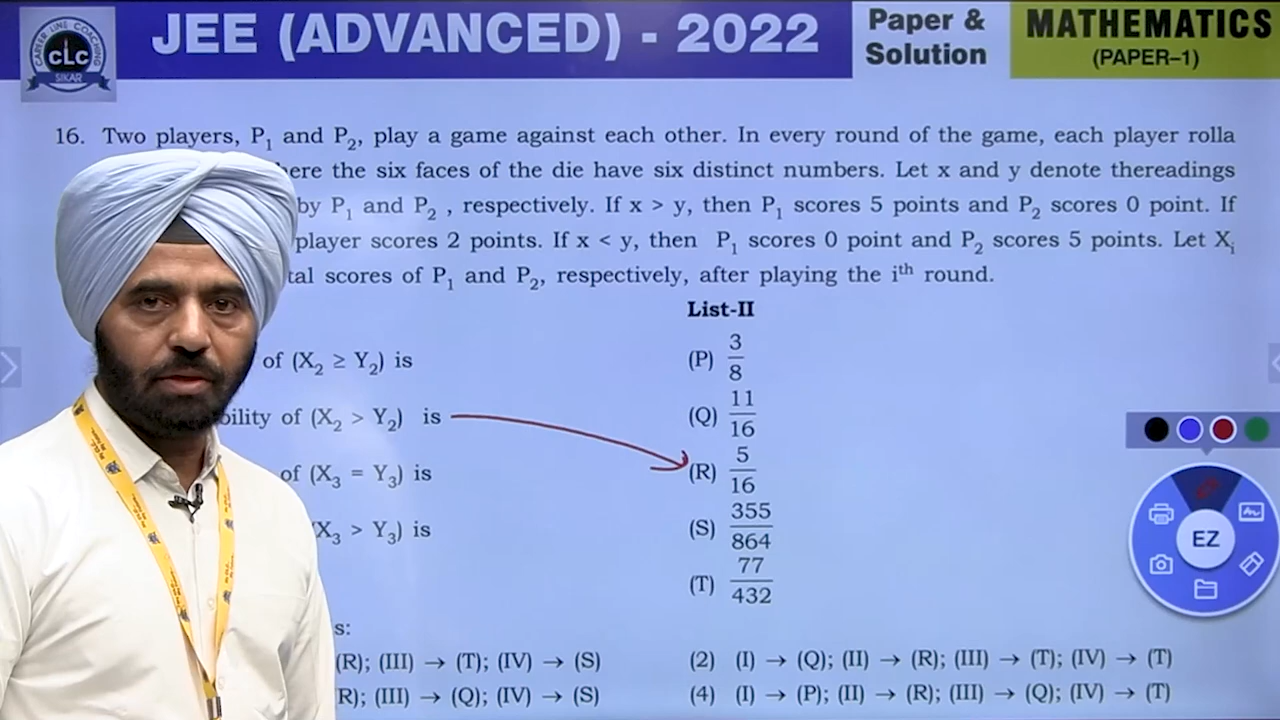 CAREER LINE COACHING
CLC
SIKAR
JEE (ADVANCED) - 2022
Paper &
Solution
MATHEMATICS
(PAPER–1)
16. Two players, P₁ and P₂, play a game against each other. In every round of the game, each player rolla
ere the six faces of the die have six distinct numbers. Let x and y denote thereadings
by P₁ and P₂ , respectively. If x > y, then P₁ scores 5 points and P₂ scores 0 point. If
player scores 2 points. If x < y, then P₁ scores 0 point and P₂ scores 5 points. Let Xᵢ
tal scores of P₁ and P₂, respectively, after playing the iᵗʰ round.
List-II
of (X₂ ≥ Y₂) is (P) 3/8
bility of (X₂ > Y₂) is (Q) 11/16
of (X₃ = Y₃) is (R) 5/16
X₃ > Y₃) is (S) 355/864
(T) 77/432
s:
(R); (III) → (T); (IV) → (S) (2) (I) → (Q); (II) → (R); (III) → (T); (IV) → (T)
R); (III) → (Q); (IV) → (S) (4) (I) → (P); (II) → (R); (III) → (Q); (IV) → (T)
EZ